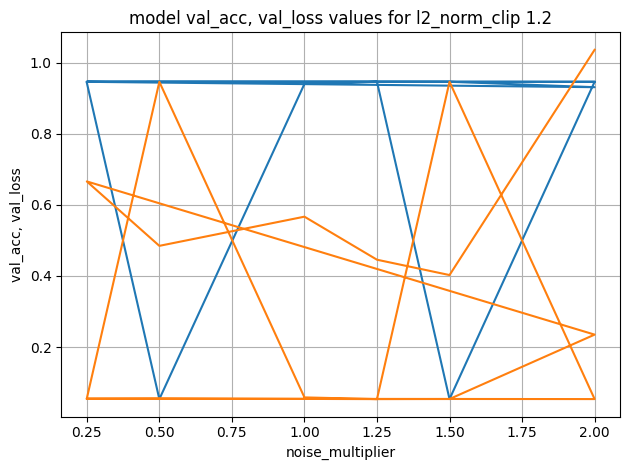 model val_acc, val_loss values for l2_norm_clip 1.2
1.0
0.8
0.6
0.4
0.2
val_acc, val_loss
0.25 0.50 0.75 1.00 1.25 1.50 1.75 2.00
noise_multiplier